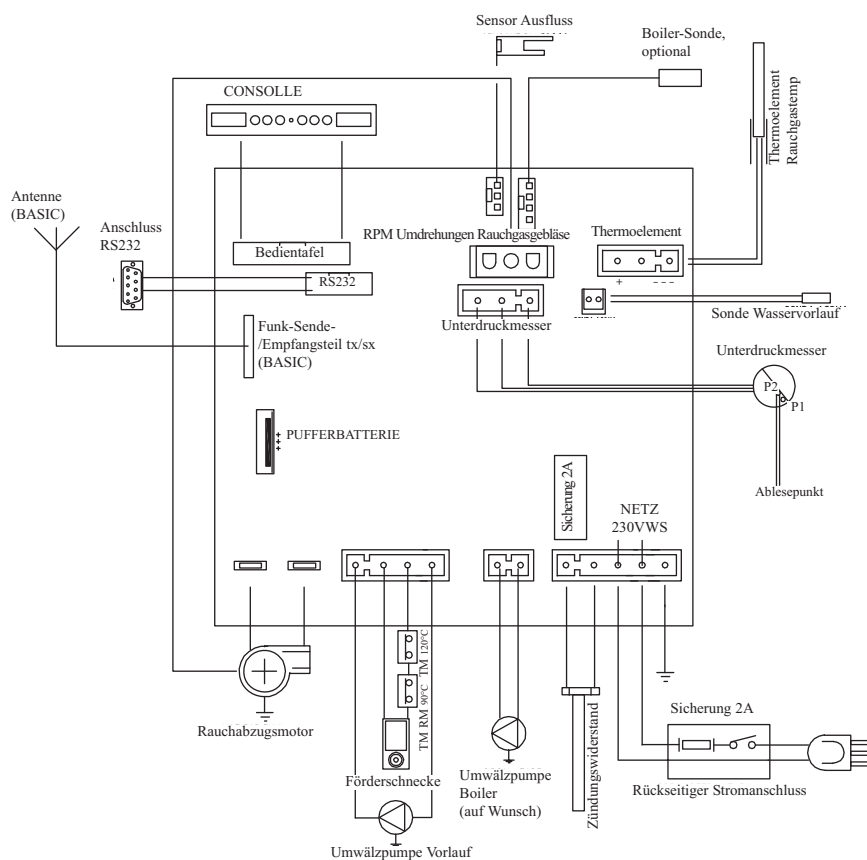 Sensor Ausfluss
Boiler-Sonde,
optional
CONSOLLE
Thermoelement
Rauchgastemp
Antenne
(BASIC)
Anschluss
RS232
RPM Umdrehungen Rauchgasgebläse
Thermoelement
Bedientafel
RS232
+
---
Sonde Wasservorlauf
Funk-Sende-
/Empfangsteil tx/sx
(BASIC)
Unterdruckmesser
Unterdruckmesser
P2
P1
PUFFERBATTERIE
Ablesepunkt
Sicherung 2A
NETZ
230VWS
TM 120°C
TM RM 90°C
Rauchabzugsmotor
Förderschnecke
Umwälzpumpe
Boiler
(auf Wunsch)
Zündungswiderstand
Sicherung 2A
Rückseitiger Stromanschluss
Umwälzpumpe Vorlauf